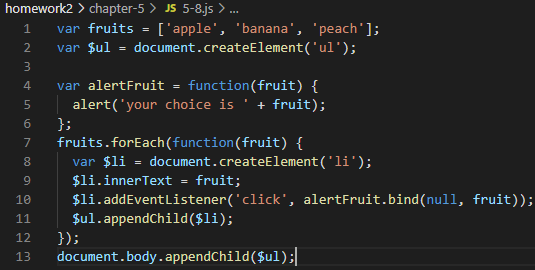 homework2 > chapter-5 > JS 5-8.js > ...
1 var fruits = ['apple', 'banana', 'peach'];
2 var $ul = document.createElement('ul');
3
4 var alertFruit = function(fruit) {
5   alert('your choice is ' + fruit);
6 };
7 fruits.forEach(function(fruit) {
8   var $li = document.createElement('li');
9   $li.innerText = fruit;
10   $li.addEventListener('click', alertFruit.bind(null, fruit));
11   $ul.appendChild($li);
12 });
13 document.body.appendChild($ul);